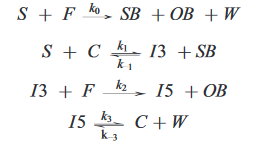 S + F k0 SB + OB + W
S + C k1 k-1 I3 + SB
I3 + F k2 I5 + OB
I5 k3 k-3 C + W